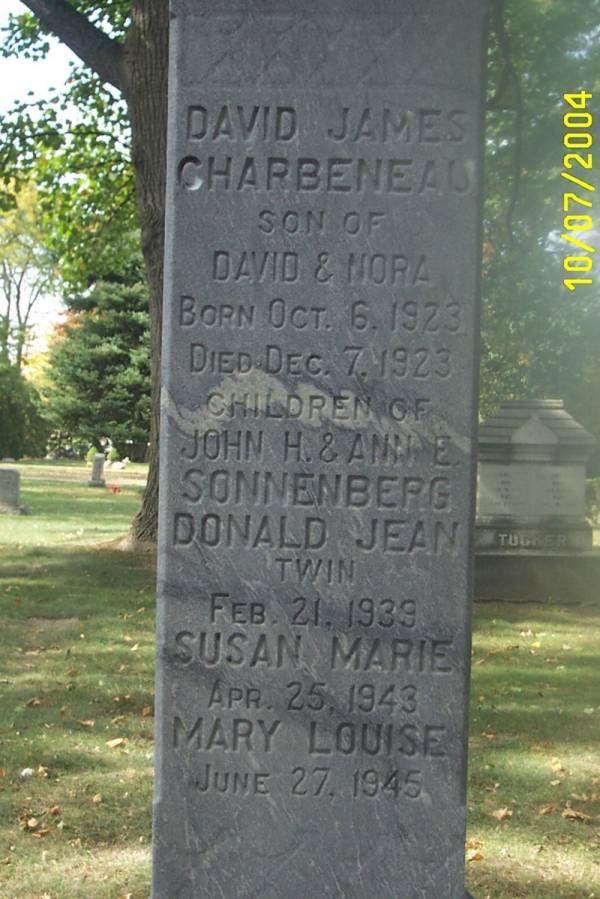 DAVID JAMES
CHARBENEAU
SON OF
DAVID & NORA
BORN OCT. 6, 1923
DIED DEC. 7, 1923
CHILDREN OF
JOHN H. & ANN E.
SONNENBERG
DONALD JEAN
TWIN
FEB. 21, 1939
SUSAN MARIE
APR. 25, 1943
MARY LOUISE
JUNE 27, 1945
TUCKER
10/07/2004